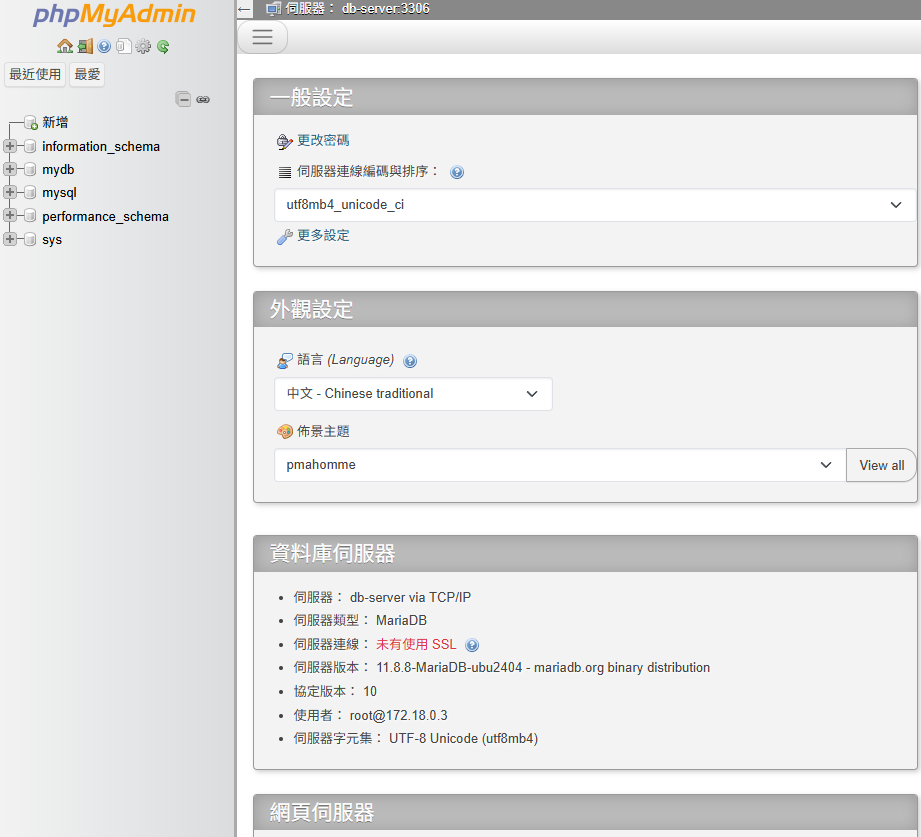 phpMyAdmin
最近使用 最愛
新增
information_schema
mydb
mysql
performance_schema
sys
伺服器： db-server:3306
一般設定
更改密碼
伺服器連線編碼與排序：
utf8mb4_unicode_ci
更多設定
外觀設定
語言 (Language)
中文 - Chinese traditional
佈景主題
pmahomme
View all
資料庫伺服器
伺服器： db-server via TCP/IP
伺服器類型： MariaDB
伺服器連線： 未有使用 SSL
伺服器版本： 11.8.8-MariaDB-ubu2404 - mariadb.org binary distribution
協定版本： 10
使用者： root@172.18.0.3
伺服器字元集： UTF-8 Unicode (utf8mb4)
網頁伺服器